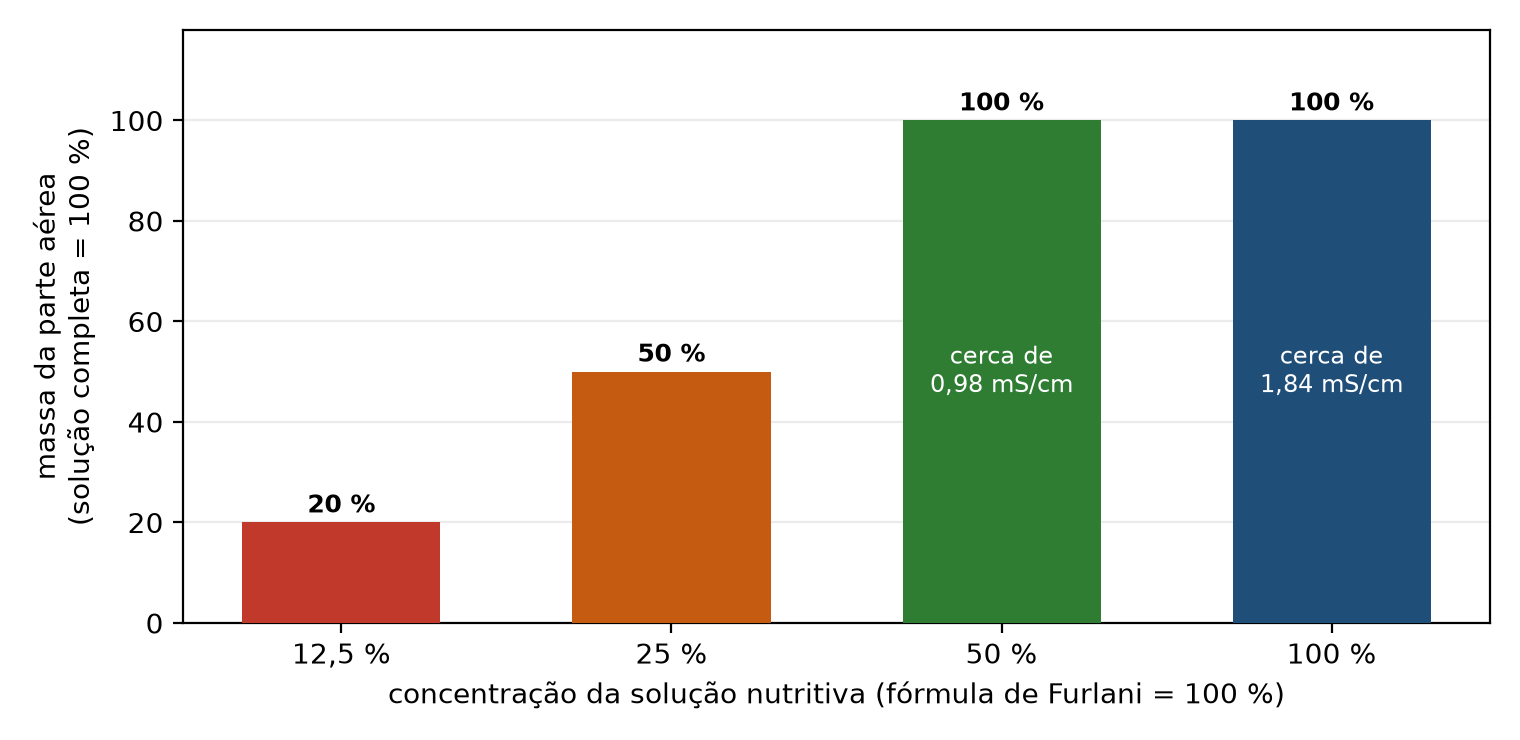 massa da parte aérea
(solução completa = 100 %)
100
80
60
40
20
0
20 %
50 %
100 %
100 %
cerca de
0,98 mS/cm
cerca de
1,84 mS/cm
12,5 %
25 %
50 %
100 %
concentração da solução nutritiva (fórmula de Furlani = 100 %)